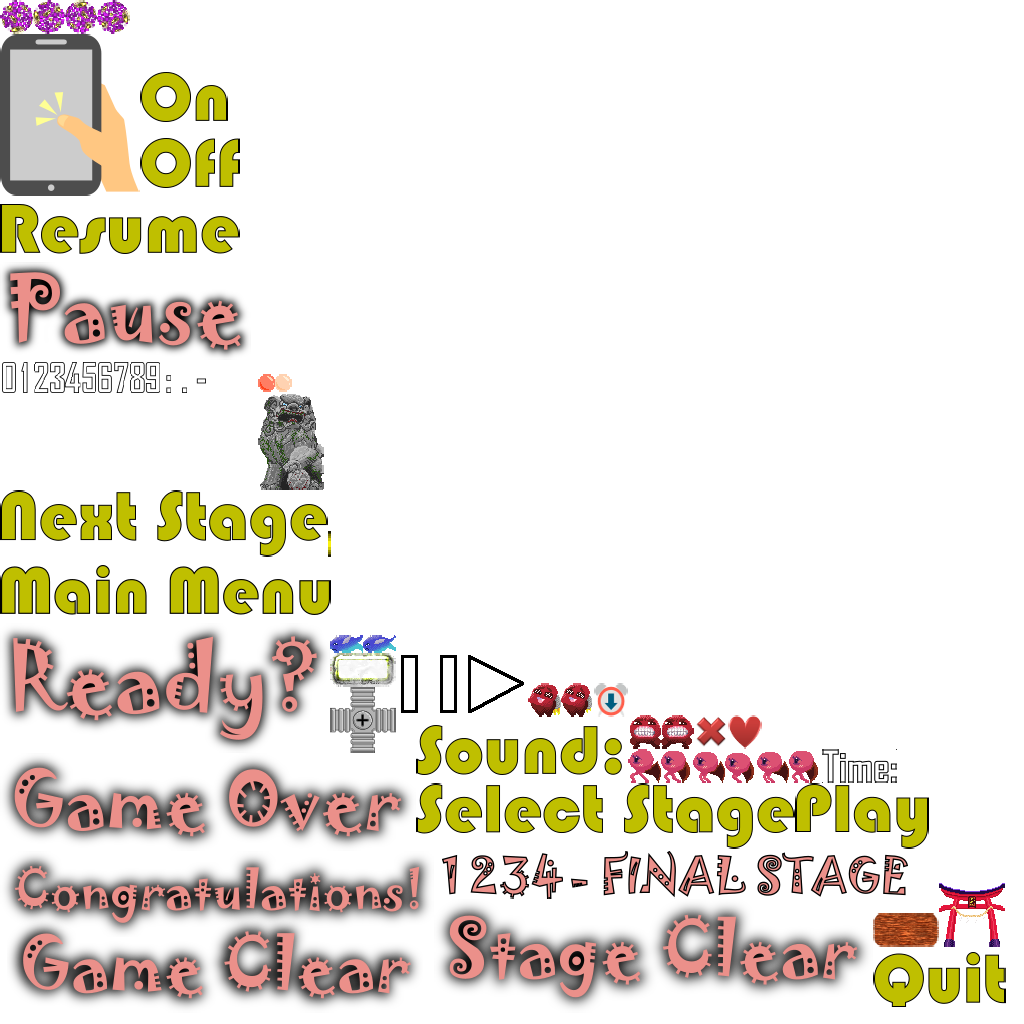 On
Off
Resume
Pause
0123456789:.-
Next Stage
Main Menu
Ready?
Sound:
Time:
Game Over
Select Stage
Play
Congratulations!
1234- FINAL STAGE
Game Clear
Stage Clear
Quit